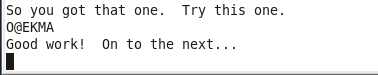 So you got that one.  Try this one.
O@EKMA
Good work!  On to the next...